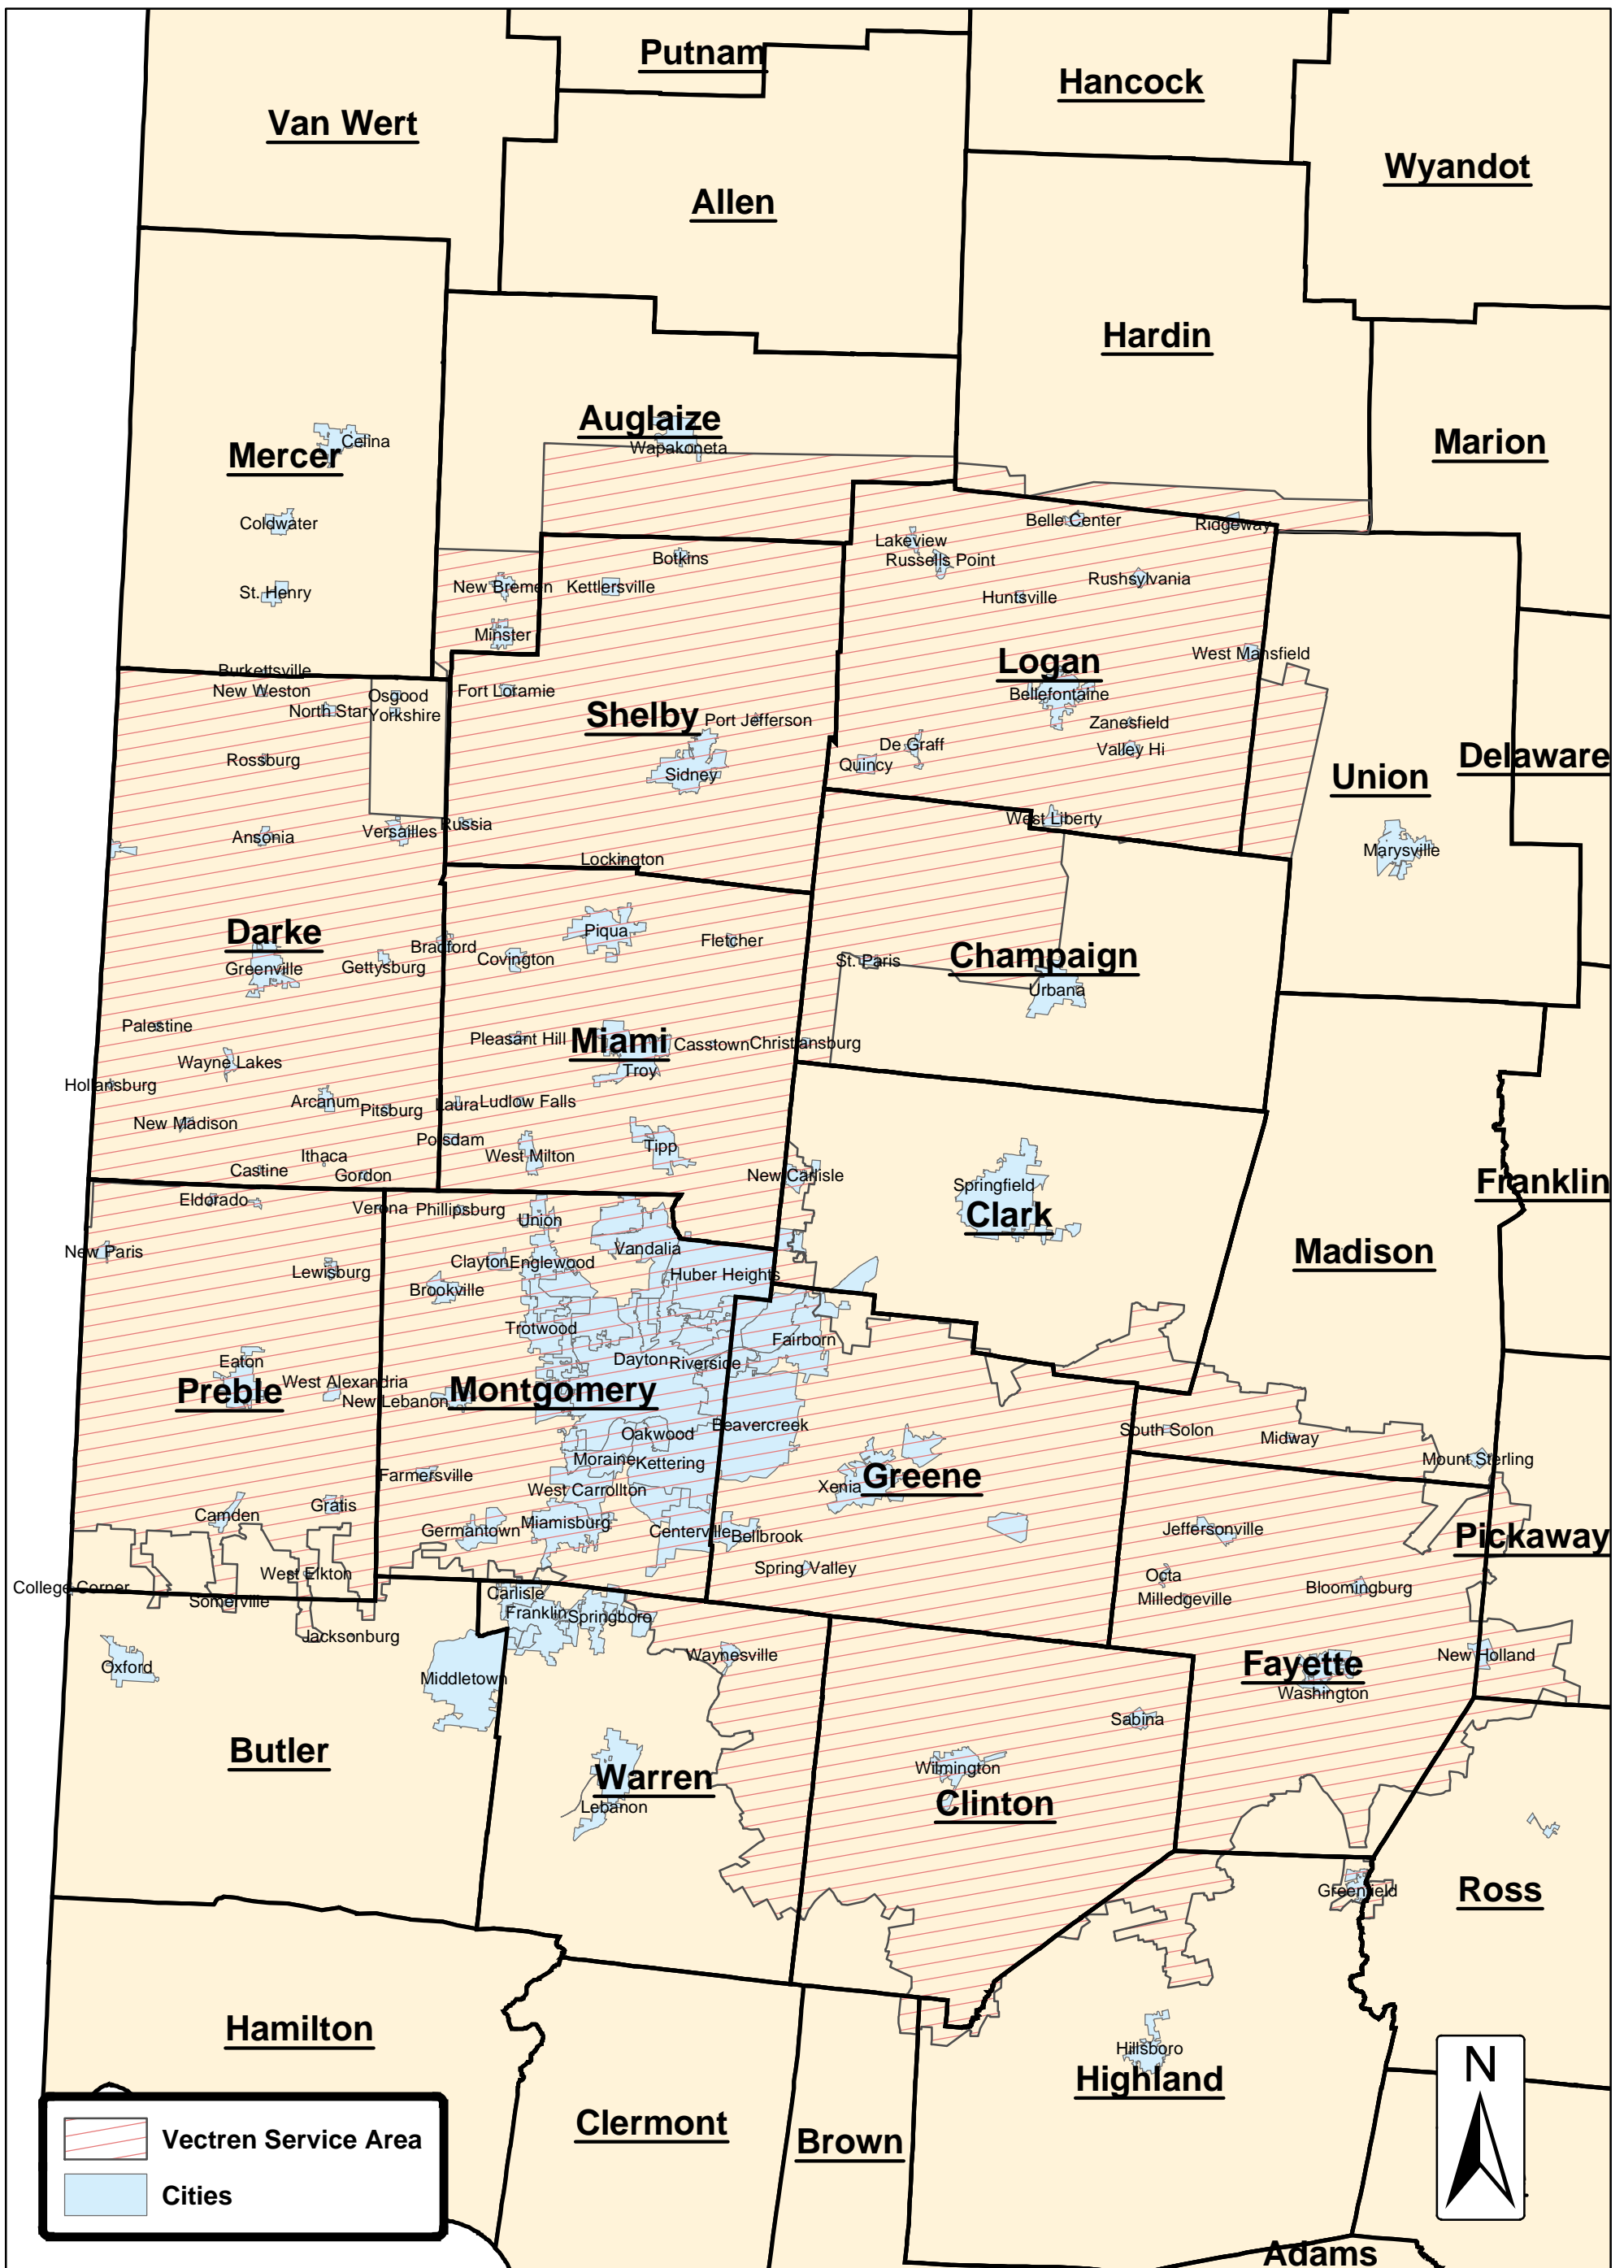 Putnam
Hancock
Van Wert
Wyandot
Allen
Hardin
Auglaize
Wapakoneta
Marion
Mercer
Celina
Coldwater
St. Henry
Belle Center
Ridgeway
Lakeview
Russells Point
Botkins
New Bremen
Kettlersville
Rushsylvania
Huntsville
Minster
West Mansfield
Logan
Bellefontaine
Burkettsville
New Weston
Osgood
North Star
Yorkshire
Fort Loramie
Shelby
Port Jefferson
Zanesfield
Valley Hi
De Graff
Quincy
Rossburg
Sidney
Delaware
Union
West Liberty
Ansonia
Versailles
Russia
Lockington
Marysville
Darke
Greenville
Gettysburg
Bradford
Covington
Piqua
Fletcher
St. Paris
Champaign
Urbana
Palestine
Wayne Lakes
Pleasant Hill
Miami
Casstown
Christiansburg
Troy
Hollansburg
Arcanum
Pitsburg
Laura
Ludlow Falls
New Madison
Potsdam
West Milton
Tipp
Ithaca
Castine
Gordon
New Carlisle
Springfield
Clark
Franklin
Eldorado
Verona
Phillipsburg
Union
New Paris
Lewisburg
Clayton
Englewood
Vandalia
Huber Heights
Madison
Brookville
Trotwood
Fairborn
Dayton
Riverside
Eaton
Preble
West Alexandria
New Lebanon
Montgomery
Beavercreek
Oakwood
South Solon
Midway
Moraine
Kettering
Mount Sterling
Farmersville
Xenia
Greene
West Carrollton
Camden
Gratis
Germantown
Miamisburg
Centerville
Bellbrook
Jeffersonville
Pickaway
Spring Valley
West Elkton
College Corner
Somerville
Octa
Milledgeville
Bloomingburg
Carlisle
Franklin
Springboro
Jacksonburg
Waynesville
New Holland
Oxford
Middletown
Fayette
Washington
Sabina
Butler
Warren
Lebanon
Wilmington
Clinton
Greenfield
Ross
Hamilton
Hillsboro
Highland
N
Clermont
Brown
Vectren Service Area
Cities
Adams